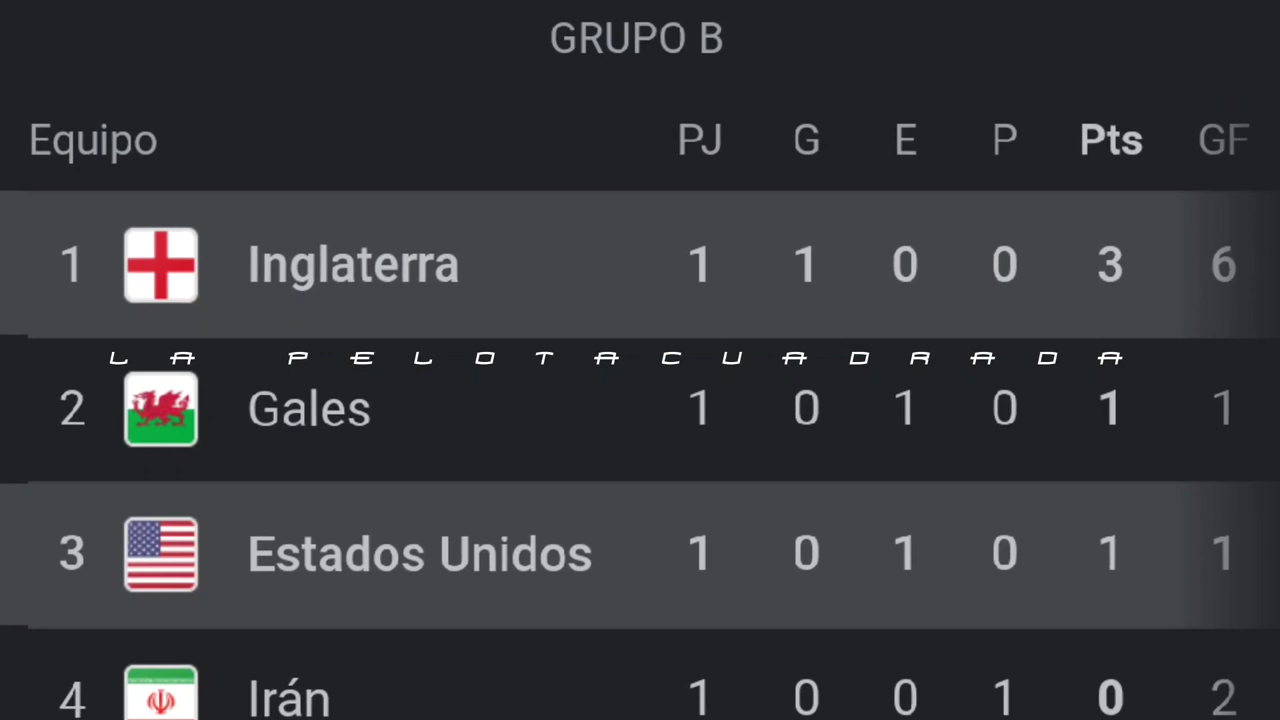 GRUPO B
Equipo PJ G E P Pts GF
1 Inglaterra 1 1 0 0 3 6
LA PELOTACUADRADA
2 Gales 1 0 1 0 1 1
3 Estados Unidos 1 0 1 0 1 1
4 Irán 1 0 0 1 0 2